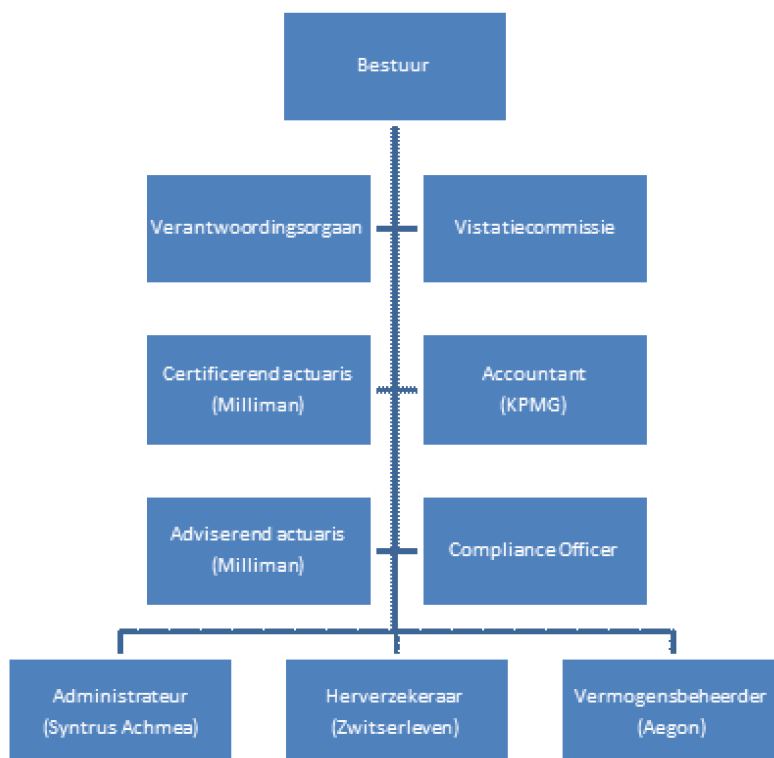 Bestuur
Verantwoordingsorgaan
Vistatiecommissie
Certificerend actuaris
(Milliman)
Accountant
(KPMG)
Adviserend actuaris
(Milliman)
Compliance Officer
Administrateur
(Syntrus Achmea)
Herverzekeraar
(Zwitserleven)
Vermogensbeheerder
(Aegon)